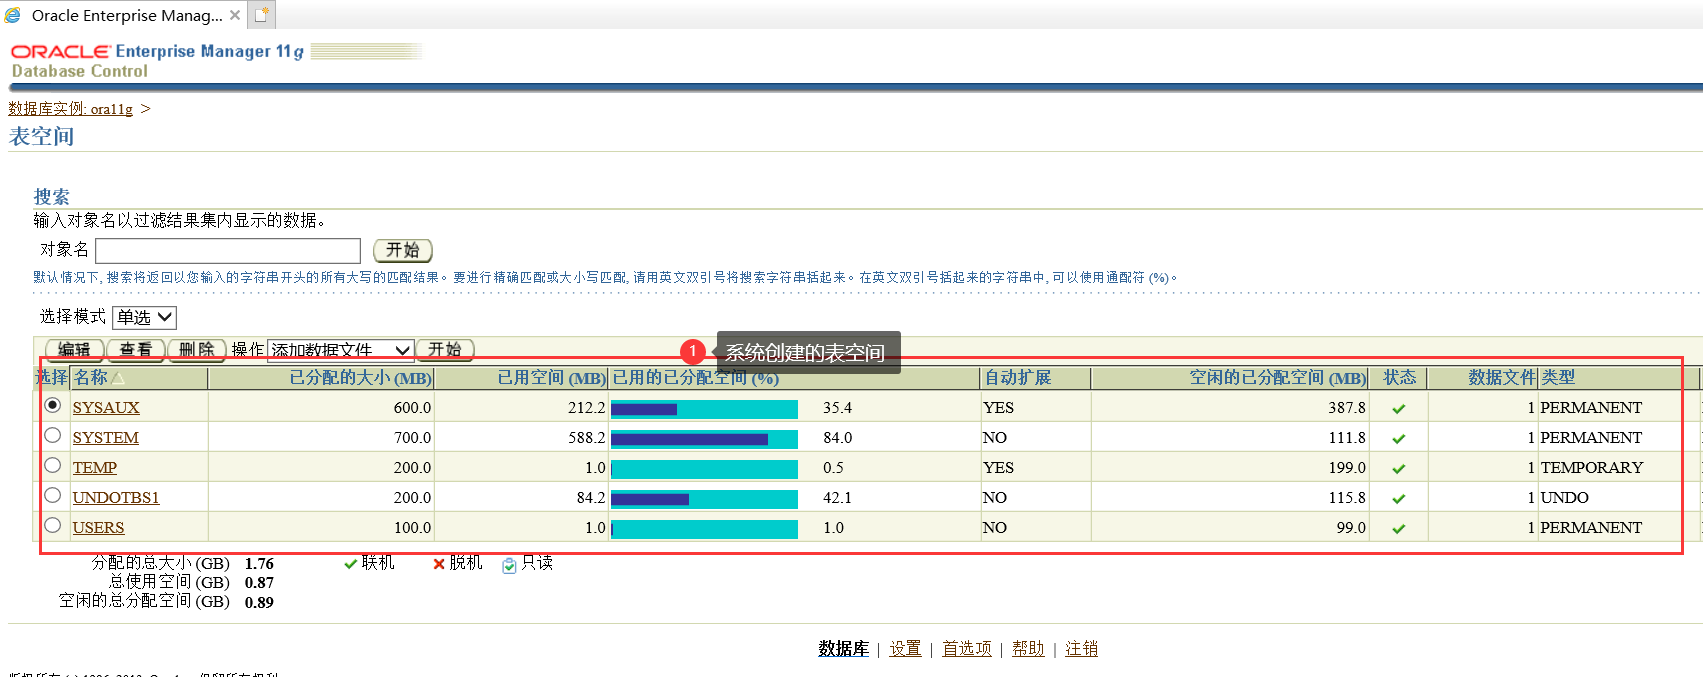 Oracle Enterprise Manag...
ORACLE Enterprise Manager 11g
Database Control
数据库实例: ora11g >
表空间
搜索
输入对象名以过滤结果集内显示的数据。
对象名 开始
默认情况下, 搜索将返回以您输入的字符串开头的所有大写的匹配结果。要进行精确匹配或大小写匹配, 请用英文双引号将搜索字符串括起来。在英文双引号括起来的字符串中, 可以使用通配符 (%)。
选择模式 单选
编辑 查看 删除 操作 添加数据文件 开始
1 系统创建的表空间
选择 名称 已分配的大小 (MB) 已用空间 (MB) 已用的已分配空间 (%) 自动扩展 空闲的已分配空间 (MB) 状态 数据文件 类型
SYSAUX 600.0 212.2 35.4 YES 387.8 1 PERMANENT
SYSTEM 700.0 588.2 84.0 NO 111.8 1 PERMANENT
TEMP 200.0 1.0 0.5 YES 199.0 1 TEMPORARY
UNDOTBS1 200.0 84.2 42.1 NO 115.8 1 UNDO
USERS 100.0 1.0 1.0 NO 99.0 1 PERMANENT
分配的总大小 (GB) 1.76 联机 脱机 只读
总使用空间 (GB) 0.87
空闲的总分配空间 (GB) 0.89
数据库 | 设置 | 首选项 | 帮助 | 注销